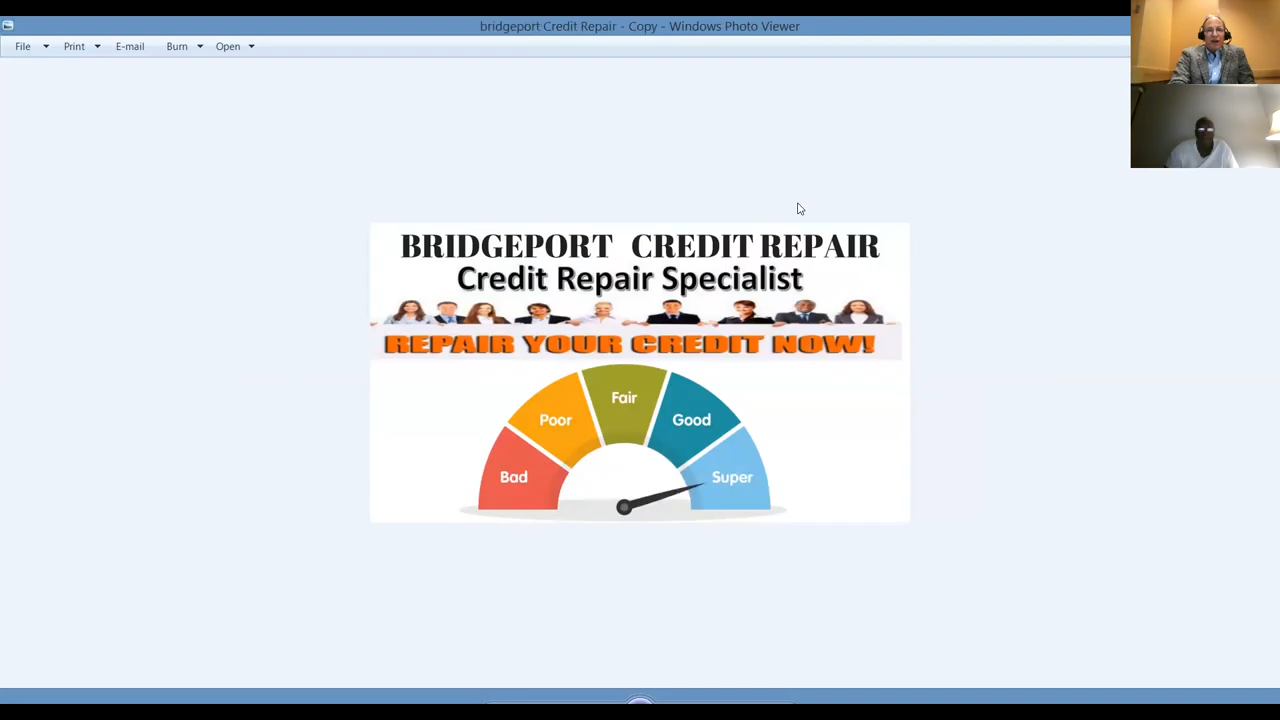 bridgeport Credit Repair - Copy - Windows Photo Viewer
File Print E-mail Burn Open
BRIDGEPORT CREDIT REPAIR
Credit Repair Specialist
REPAIR YOUR CREDIT NOW!
Fair
Poor Good
Bad Super